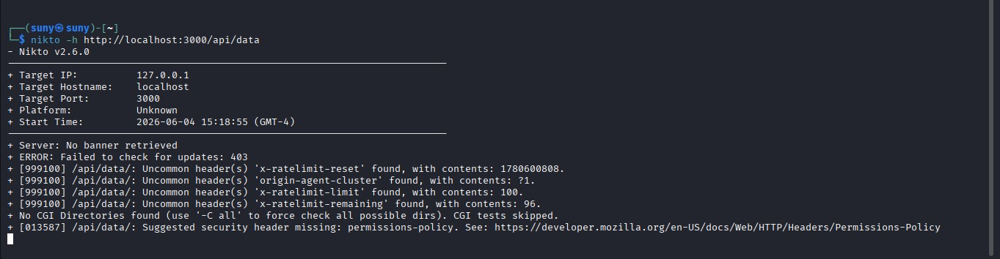 ┌──(suny㉿suny)-[~]
└─$ nikto -h http://localhost:3000/api/data
- Nikto v2.6.0
---------------------------------------------------------------------------
+ Target IP:          127.0.0.1
+ Target Hostname:    localhost
+ Target Port:        3000
+ Platform:           Unknown
+ Start Time:         2026-06-04 15:18:55 (GMT-4)
---------------------------------------------------------------------------
+ Server: No banner retrieved
+ ERROR: Failed to check for updates: 403
+ [999100] /api/data/: Uncommon header(s) 'x-ratelimit-reset' found, with contents: 1780600808.
+ [999100] /api/data/: Uncommon header(s) 'origin-agent-cluster' found, with contents: ?1.
+ [999100] /api/data/: Uncommon header(s) 'x-ratelimit-limit' found, with contents: 100.
+ [999100] /api/data/: Uncommon header(s) 'x-ratelimit-remaining' found, with contents: 96.
+ No CGI Directories found (use '-C all' to force check all possible dirs). CGI tests skipped.
+ [013587] /api/data/: Suggested security header missing: permissions-policy. See: https://developer.mozilla.org/en-US/docs/Web/HTTP/Headers/Permissions-Policy